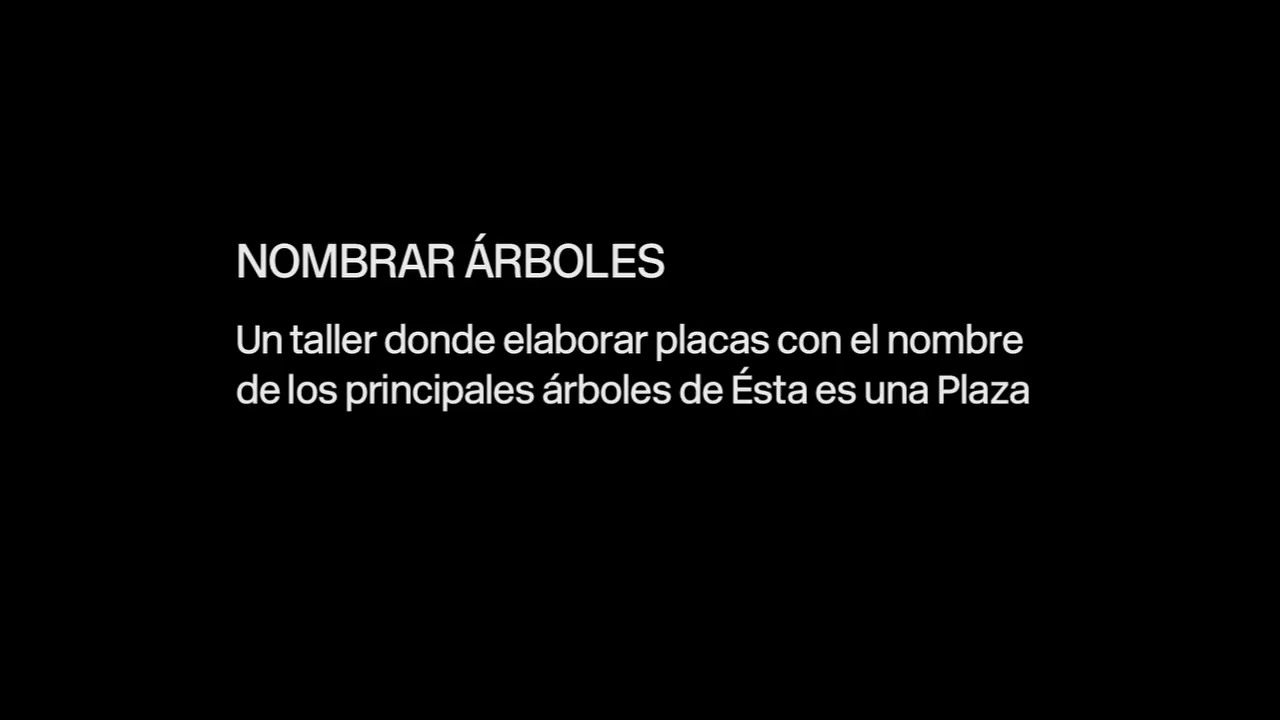 NOMBRAR ÁRBOLES
Un taller donde elaborar placas con el nombre
de los principales árboles de Ésta es una Plaza